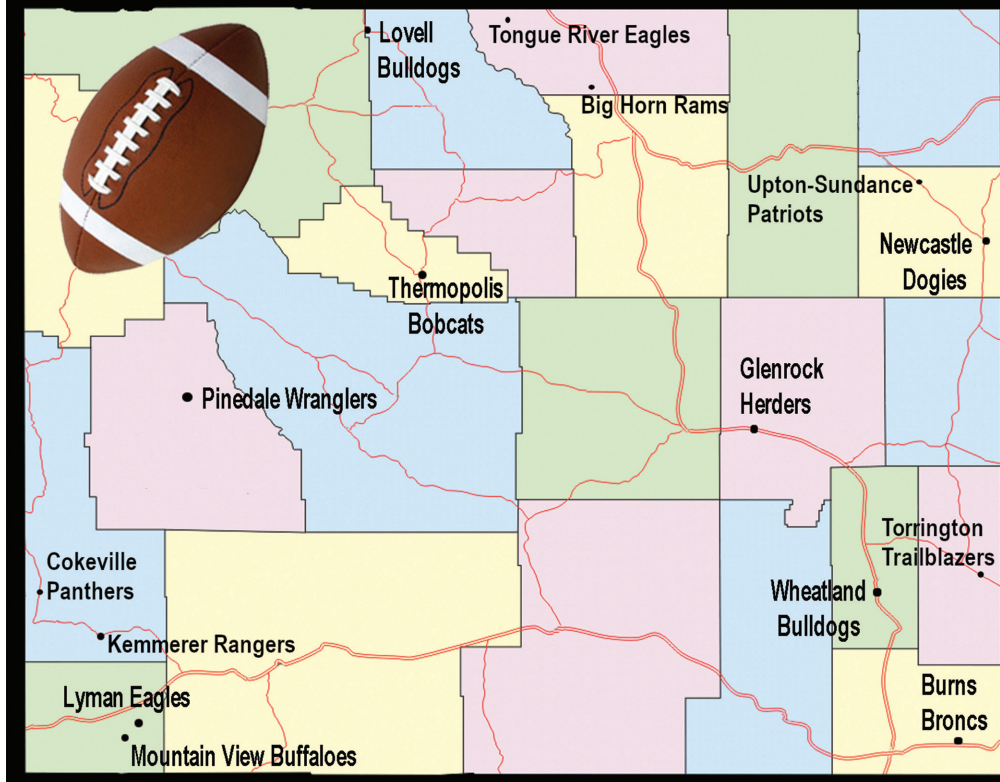 Lovell
Bulldogs
Tongue River Eagles
Big Horn Rams
Upton-Sundance
Patriots
Newcastle
Dogies
Thermopolis
Bobcats
Glenrock
Herders
Pinedale Wranglers
Torrington
Trailblazers
Cokeville
Panthers
Wheatland
Bulldogs
Kemmerer Rangers
Lyman Eagles
Burns
Broncs
Mountain View Buffaloes